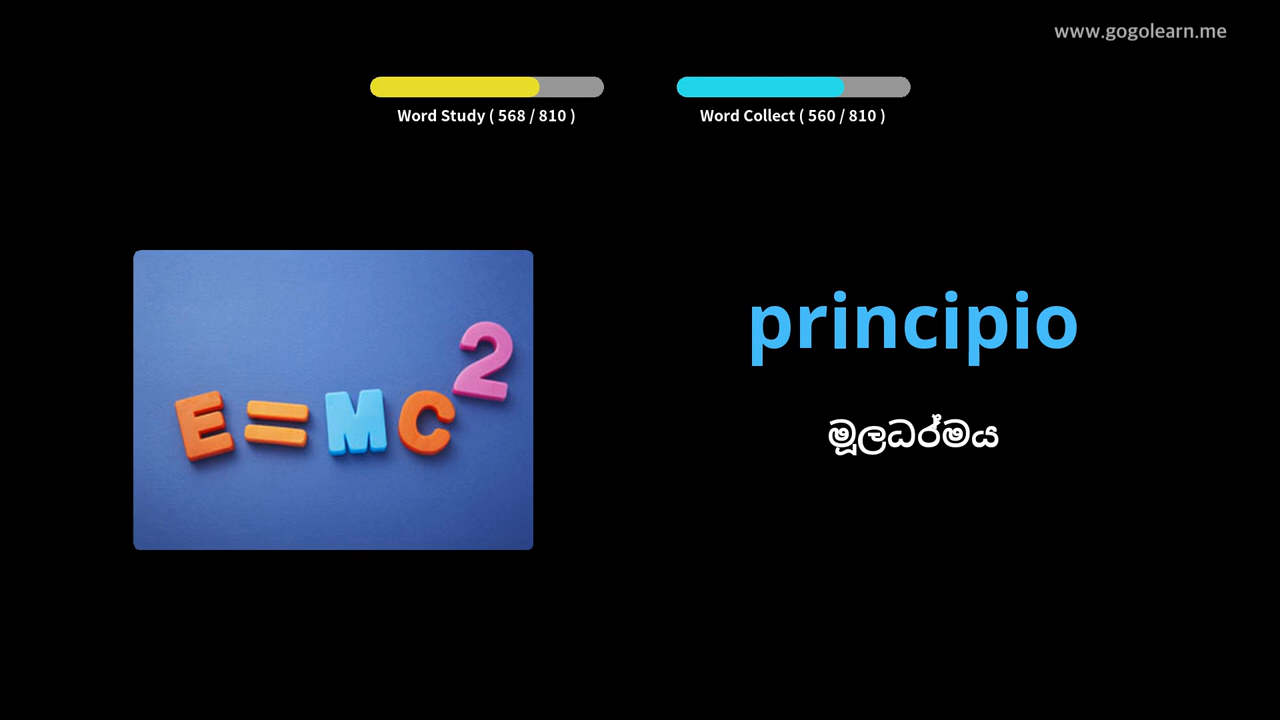 www.gogolearn.me
Word Study ( 568 / 810 )
Word Collect ( 560 / 810 )
E=MC2
principio
මූලධර්මය